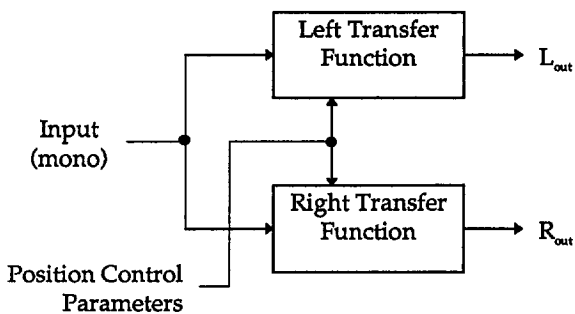 Left Transfer
Function
L_out
Input
(mono)
Right Transfer
Function
R_out
Position Control
Parameters